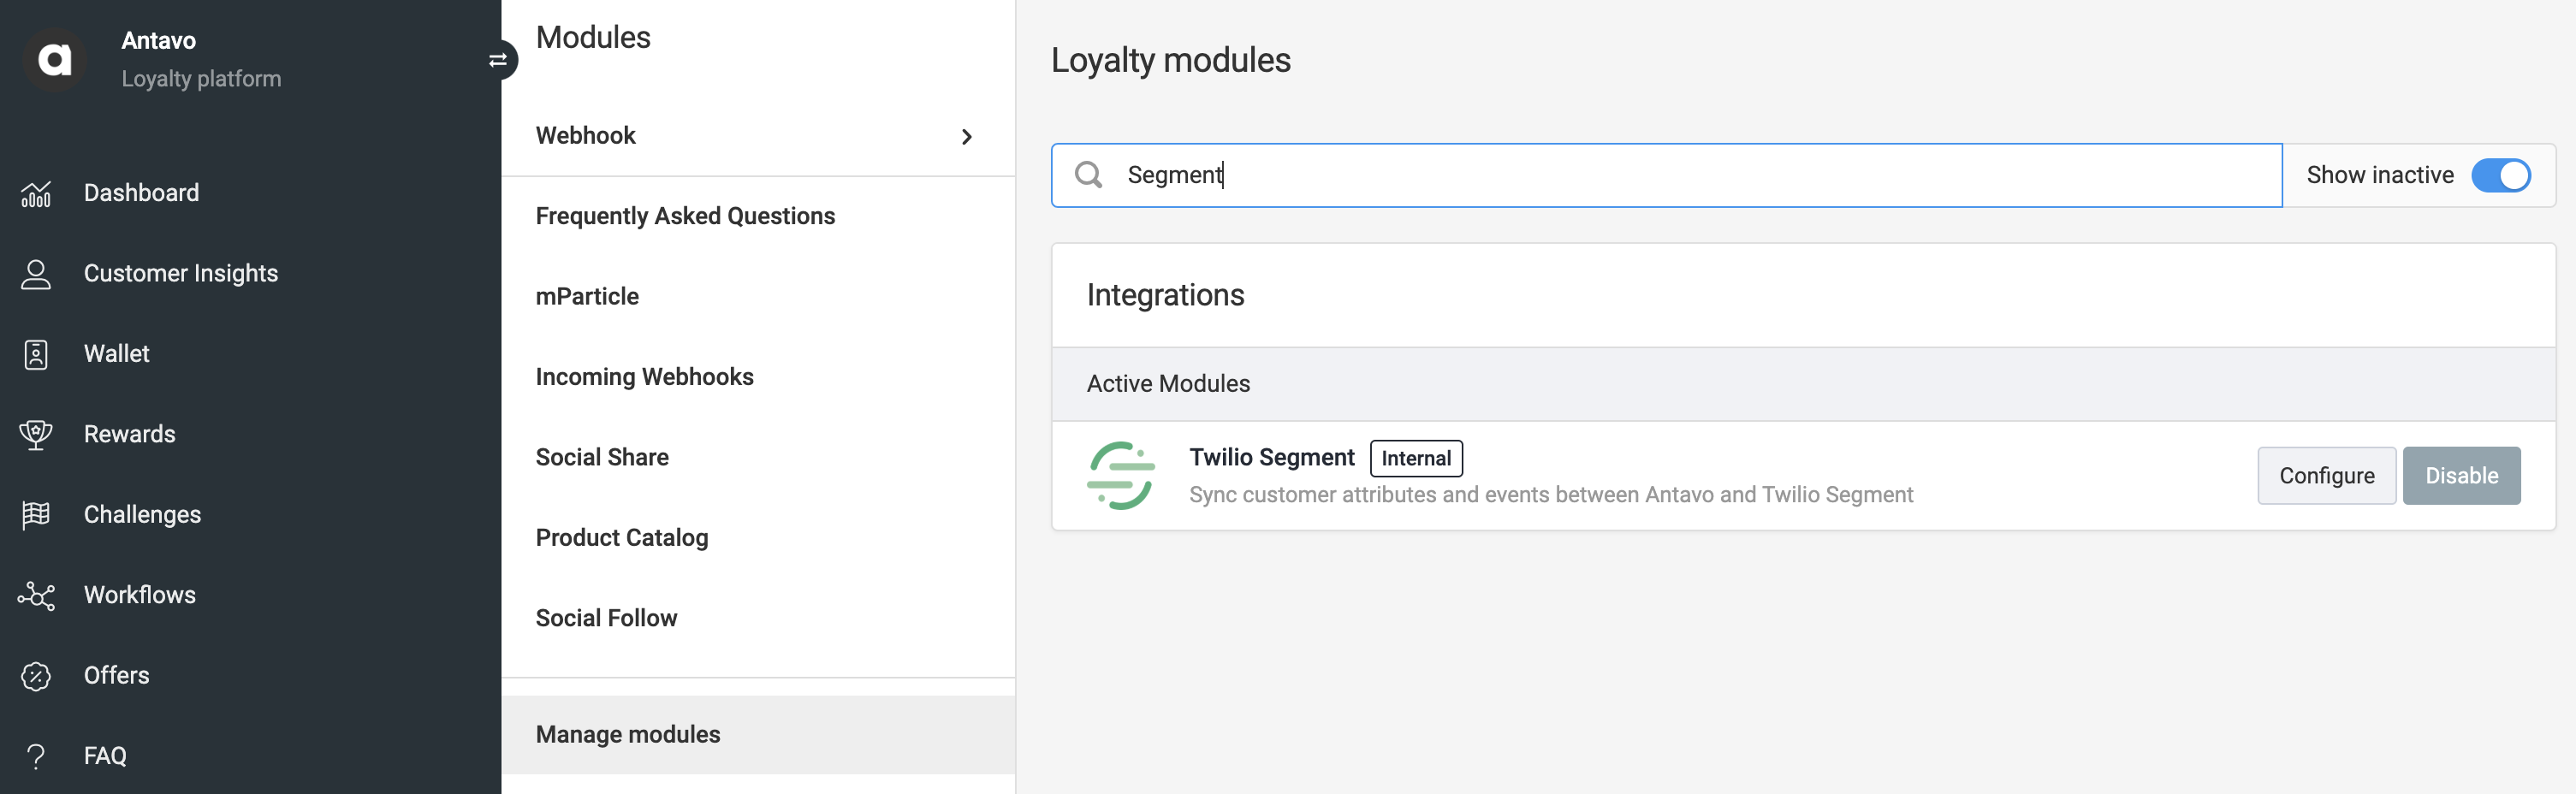 Antavo
Loyalty platform
Dashboard
Customer Insights
Wallet
Rewards
Challenges
Workflows
Offers
FAQ
Modules
Webhook
Frequently Asked Questions
mParticle
Incoming Webhooks
Social Share
Product Catalog
Social Follow
Manage modules
Loyalty modules
Segment
Show inactive
Integrations
Active Modules
Twilio Segment Internal
Sync customer attributes and events between Antavo and Twilio Segment
Configure Disable